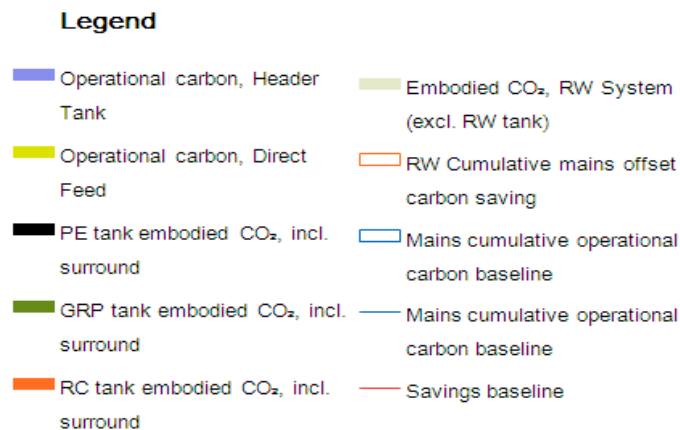 Legend
Operational carbon, Header
Tank
Operational carbon, Direct
Feed
PE tank embodied CO₂, incl.
surround
GRP tank embodied CO₂, incl.
surround
RC tank embodied CO₂, incl.
surround
Embodied CO₂, RW System
(excl. RW tank)
RW Cumulative mains offset
carbon saving
Mains cumulative operational
carbon baseline
Mains cumulative operational
carbon baseline
Savings baseline